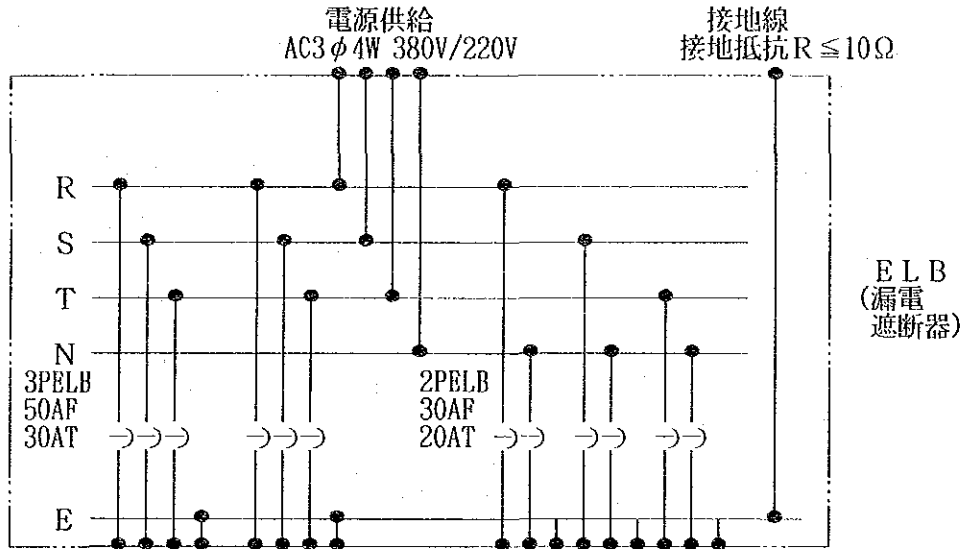 電源供給
AC3φ4W 380V/220V
接地線
接地抵抗R≦10Ω
R
S
T
N
3PELB
50AF
30AT
2PELB
30AF
20AT
E
ELB
(漏電
遮断器)